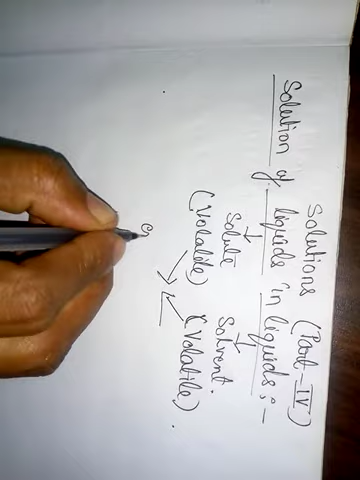 Solutions (Part-IV)
Solution of liquids in liquids :-
Solute Solvent.
(Volatile) (Volatile).